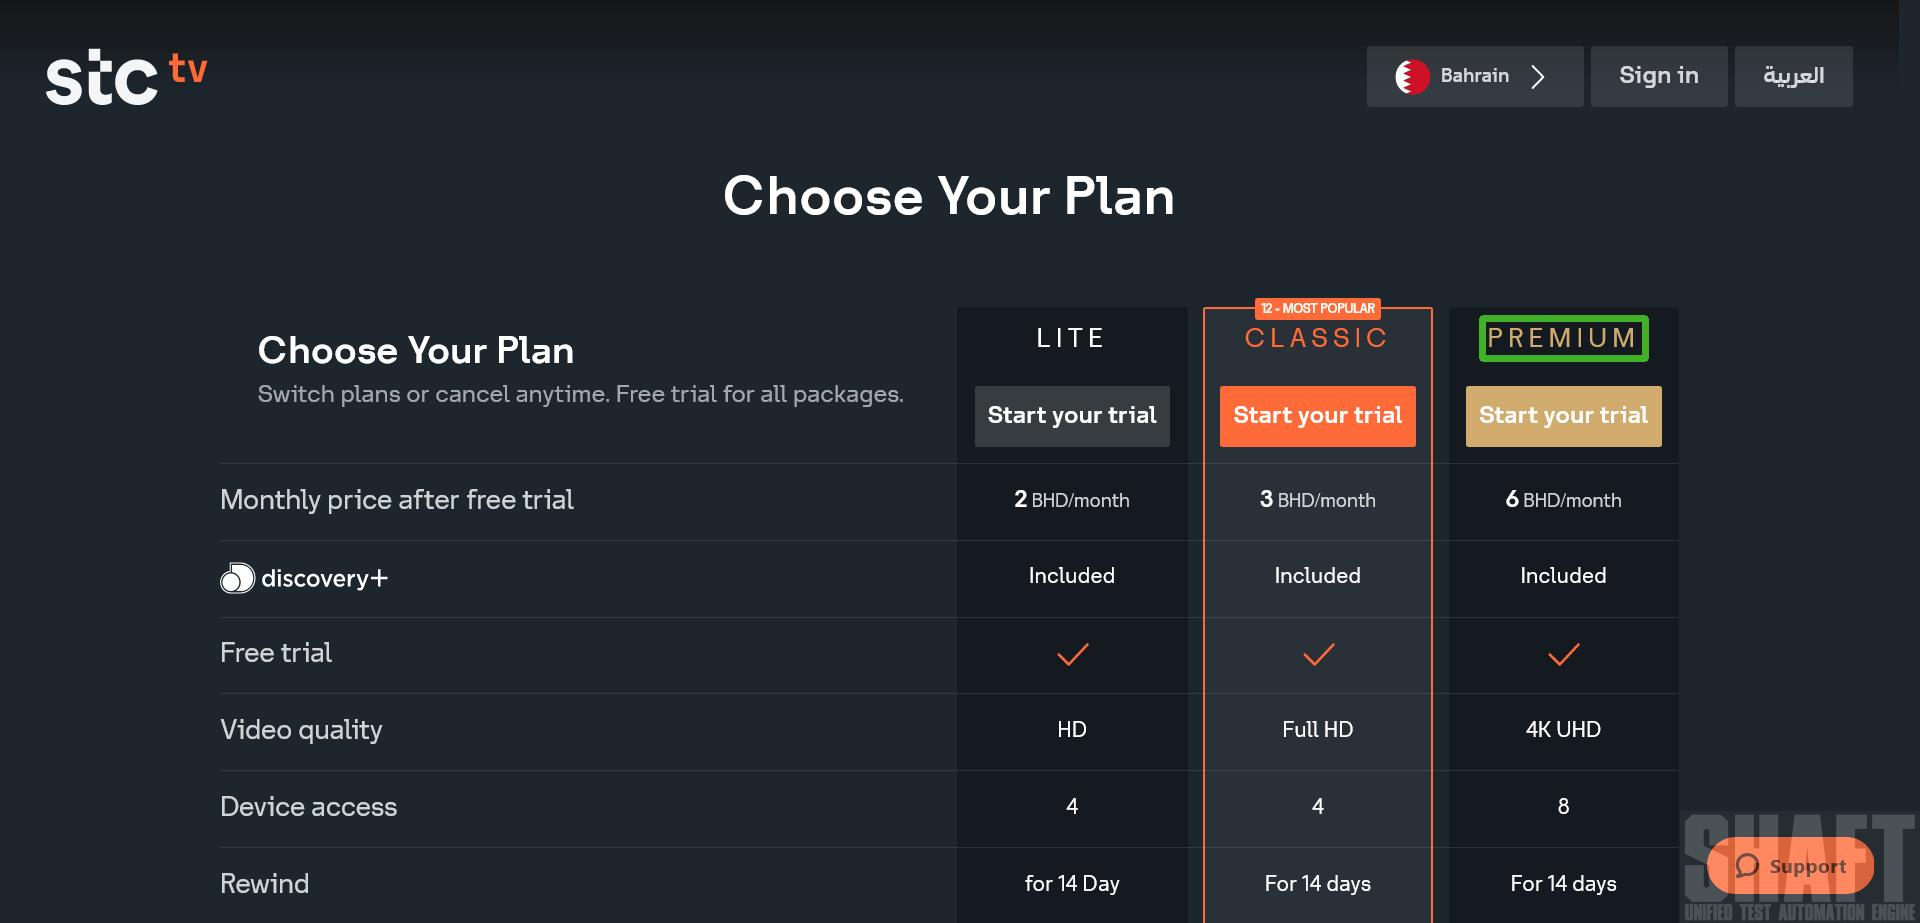 stc tv
Bahrain
Sign in
العربية
Choose Your Plan
12 - MOST POPULAR
Choose Your Plan
LITE
CLASSIC
PREMIUM
Switch plans or cancel anytime. Free trial for all packages.
Start your trial
Start your trial
Start your trial
Monthly price after free trial
2 BHD/month
3 BHD/month
6 BHD/month
discovery+
Included
Included
Included
Free trial
Video quality
HD
Full HD
4K UHD
Device access
4
4
8
Rewind
for 14 Day
For 14 days
For 14 days
SHAFT
Support
UNIFIED TEST AUTOMATION ENGINE